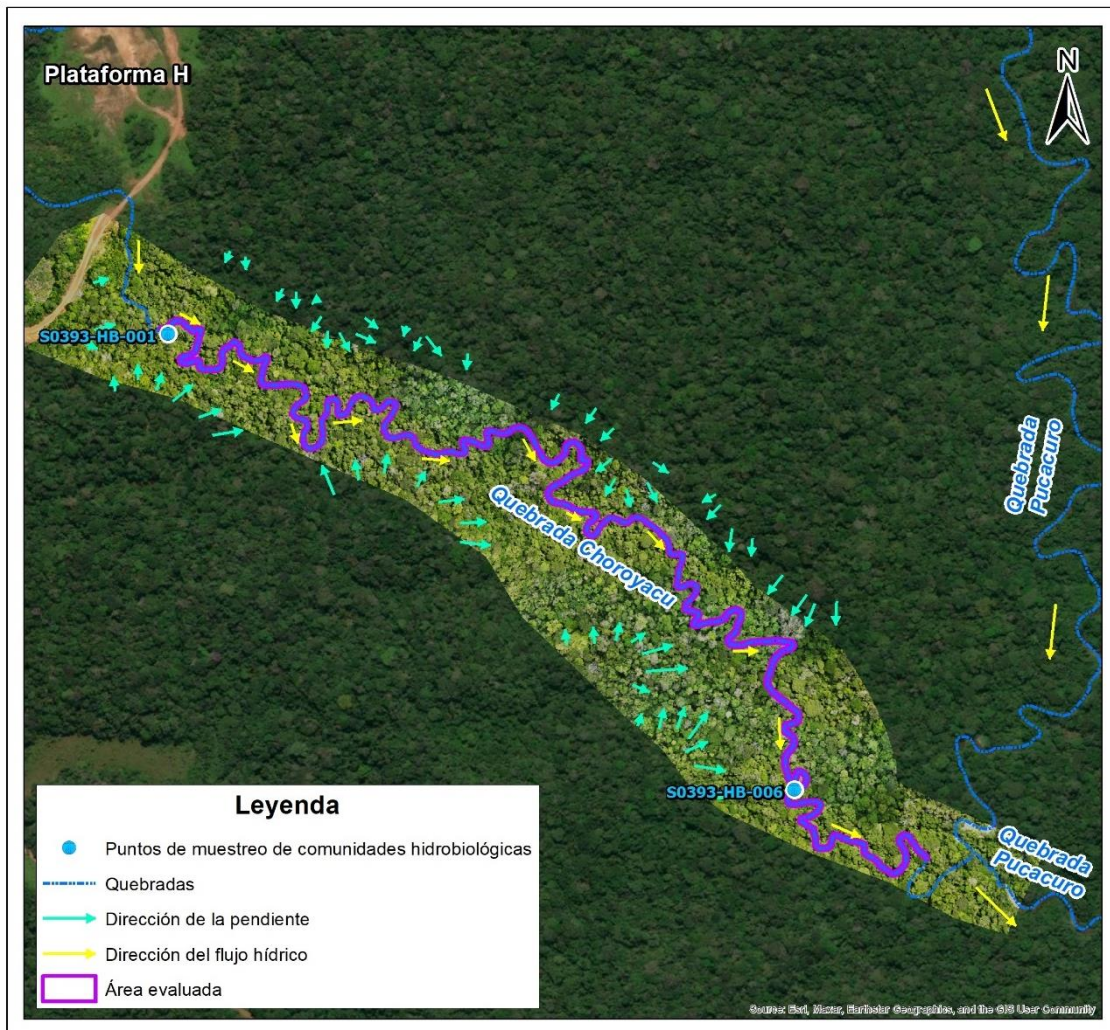 Plataforma H
N
S0393-HB-001
Quebrada
Pucacuro
Quebrada Choroyacu
S0393-HB-006
Quebrada
Pucacuro
Leyenda
Puntos de muestreo de comunidades hidrobiológicas
Quebradas
Dirección de la pendiente
Dirección del flujo hídrico
Área evaluada
Source: Esri, Maxar, Earthstar Geographics, and the GIS User Community